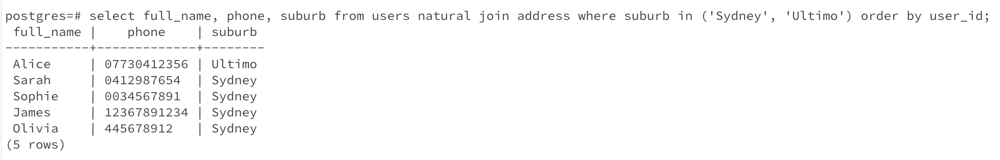 postgres=# select full_name, phone, suburb from users natural join address where suburb in ('Sydney', 'Ultimo') order by user_id;
 full_name |    phone    | suburb
-----------+-------------+--------
 Alice     | 07730412356 | Ultimo
 Sarah     | 0412987654  | Sydney
 Sophie    | 0034567891  | Sydney
 James     | 12367891234 | Sydney
 Olivia    | 445678912   | Sydney
(5 rows)